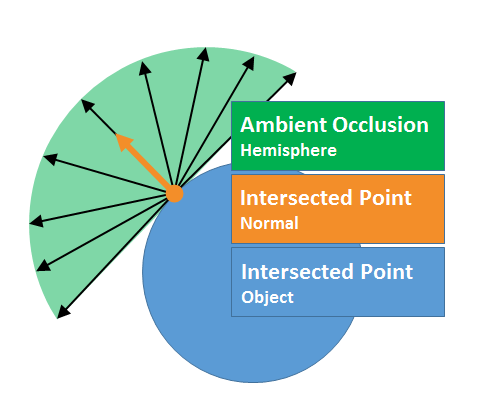 Ambient Occlusion
Hemisphere
Intersected Point
Normal
Intersected Point
Object